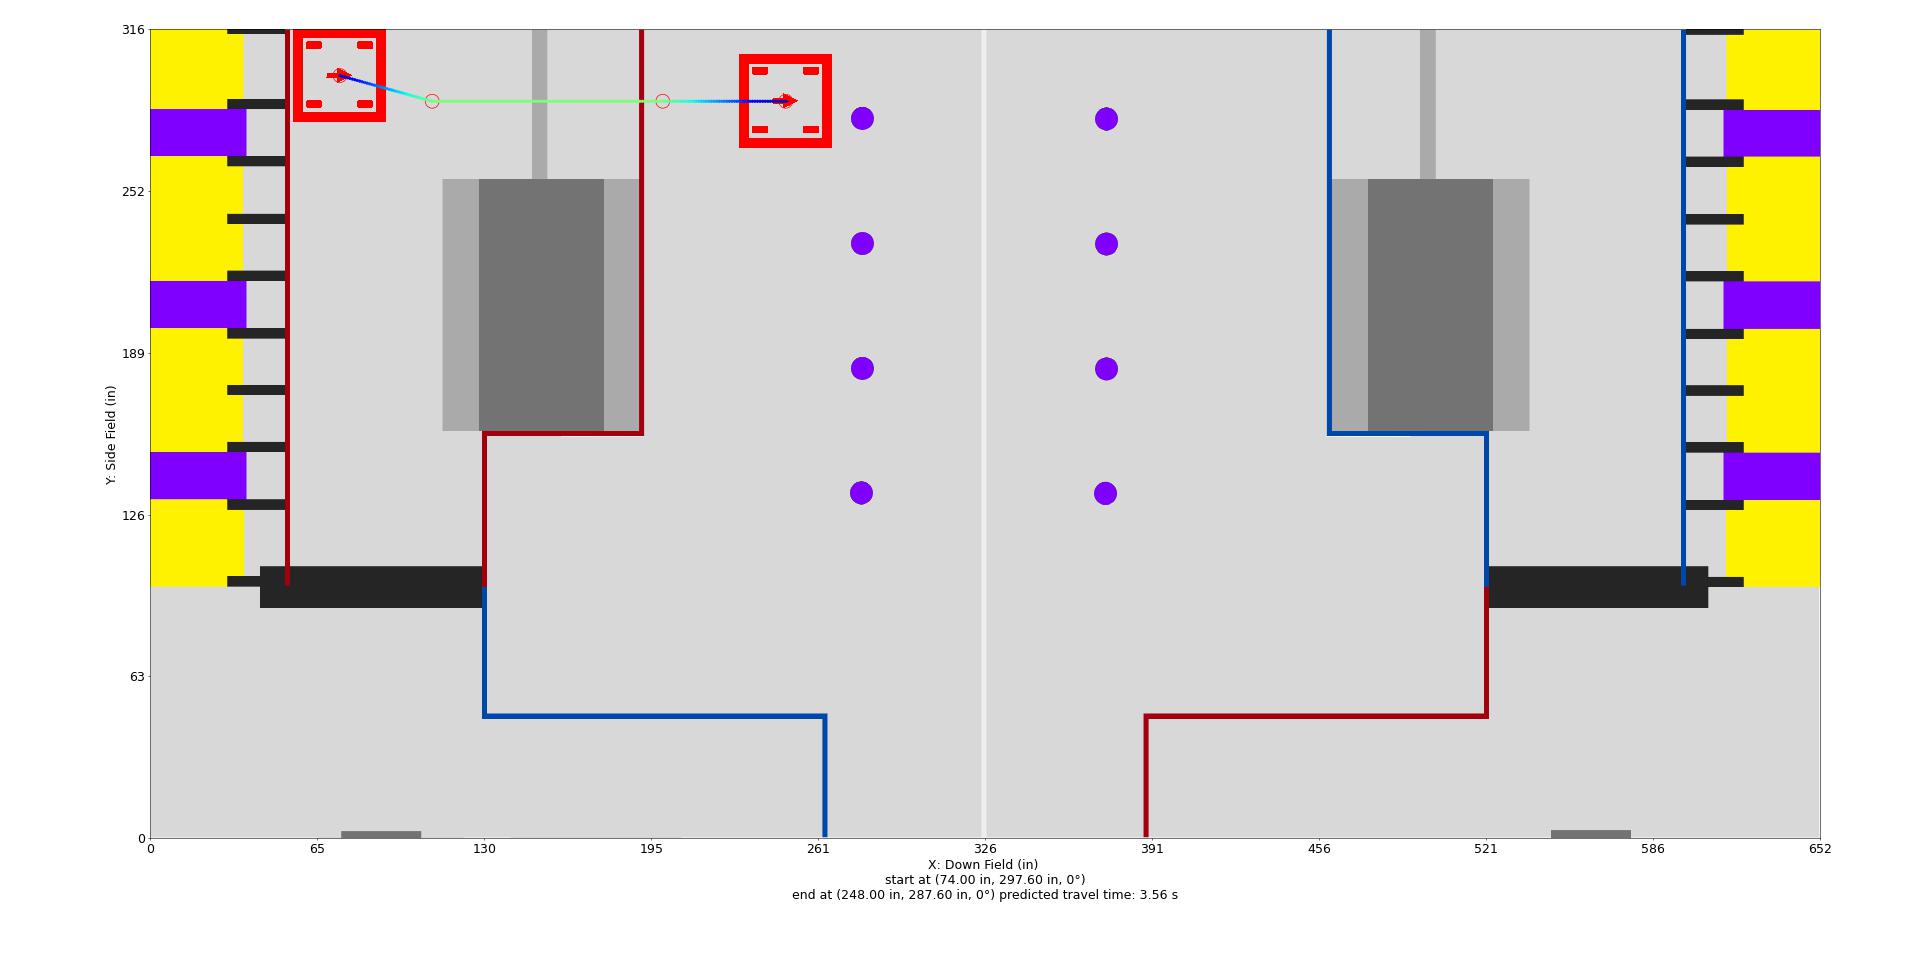 316
252
189
126
63
0
Y: Side Field (in)
0 65 130 195 261 326 391 456 521 586 652
X: Down Field (in)
start at (74.00 in, 297.60 in, 0°)
end at (248.00 in, 287.60 in, 0°) predicted travel time: 3.56 s